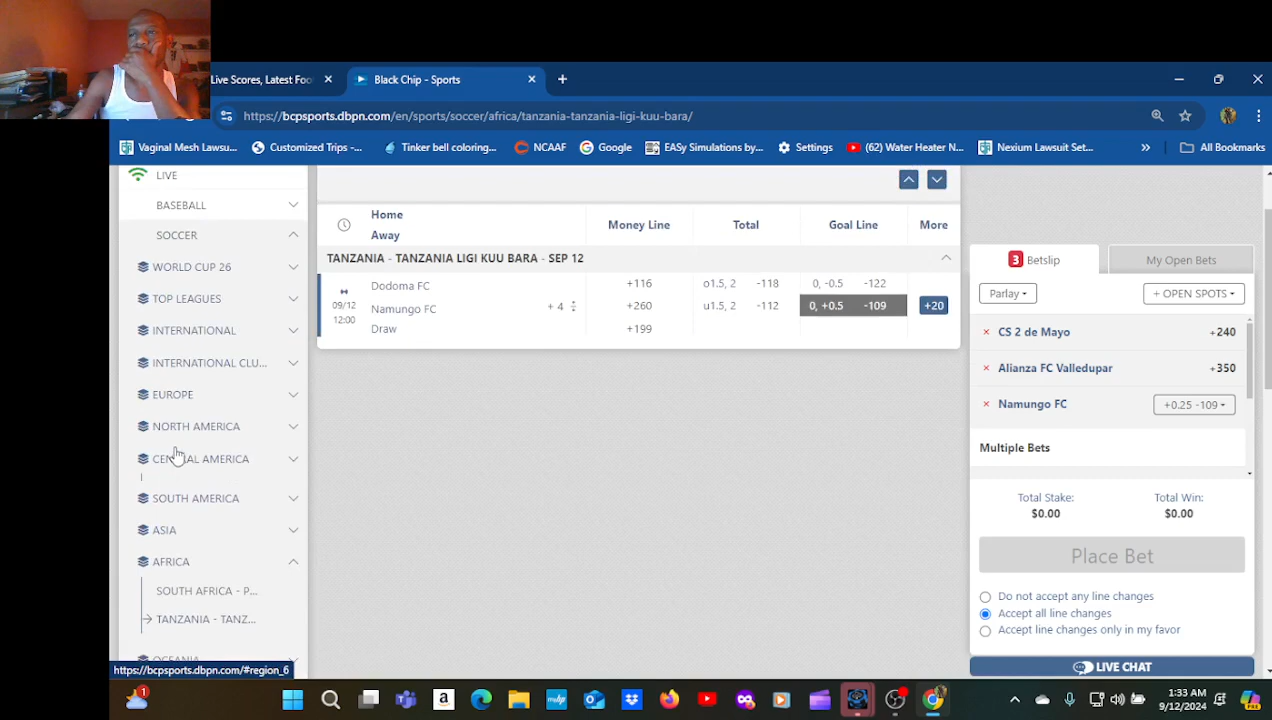 Live Scores, Latest Foo
Black Chip - Sports
https://bcpsports.dbpn.com/en/sports/soccer/africa/tanzania-tanzania-ligi-kuu-bara/
Vaginal Mesh Lawsu... Customized Trips -... Tinker bell coloring... NCAAF Google EASy Simulations by... Settings (62) Water Heater N... Nexium Lawsuit Set... » All Bookmarks
LIVE
BASEBALL
SOCCER
WORLD CUP 26
TOP LEAGUES
INTERNATIONAL
INTERNATIONAL CLU...
EUROPE
NORTH AMERICA
CENTRAL AMERICA
SOUTH AMERICA
ASIA
AFRICA
SOUTH AFRICA - P...
TANZANIA - TANZ...
OCEANIA
https://bcpsports.dbpn.com/#region_6
Home
Away
Money Line Total Goal Line More
TANZANIA - TANZANIA LIGI KUU BARA - SEP 12
09/12
12:00
Dodoma FC +116 o1.5, 2 -118 0, -0.5 -122
Namungo FC + 4 +260 u1.5, 2 -112 0, +0.5 -109 +20
Draw +199
3 Betslip My Open Bets
Parlay + OPEN SPOTS
× CS 2 de Mayo +240
× Alianza FC Valledupar +350
× Namungo FC +0.25 -109
Multiple Bets
Total Stake: Total Win:
$0.00 $0.00
Place Bet
Do not accept any line changes
Accept all line changes
Accept line changes only in my favor
LIVE CHAT
1
1:33 AM
9/12/2024